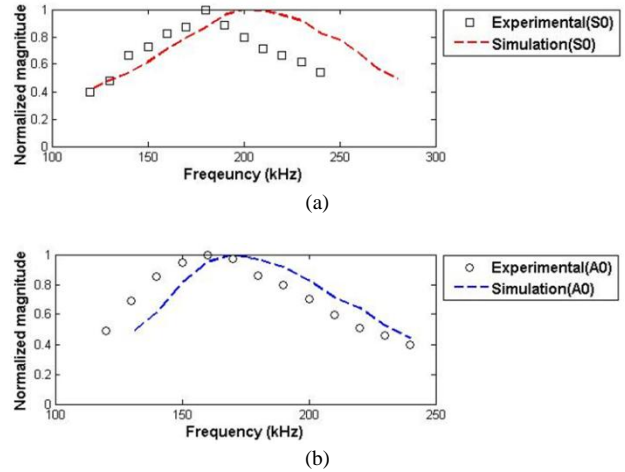 Normalized magnitude
1
0.8
0.6
0.4
0.2
0
100
150
200
250
300
Freqeuncy (kHz)
Experimental(S0)
Simulation(S0)
(a)
Normalized magnitude
1
0.8
0.6
0.4
0.2
0
100
150
200
250
Frequency (kHz)
Experimental(A0)
Simulation(A0)
(b)